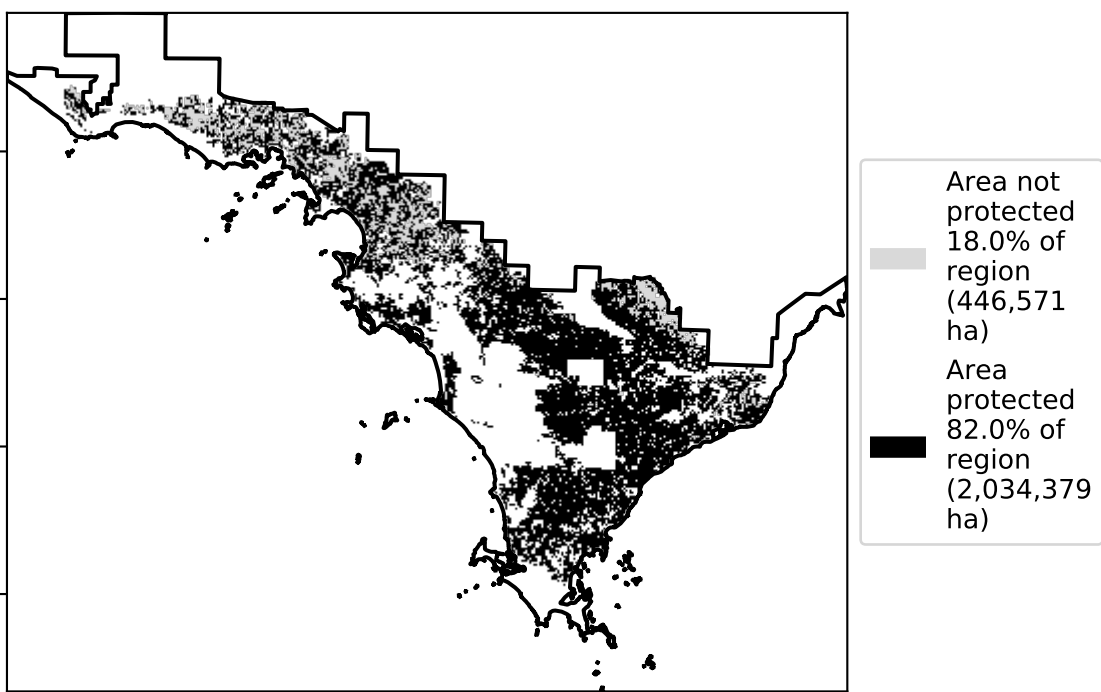 Area not
protected
18.0% of
region
(446,571
ha)
Area
protected
82.0% of
region
(2,034,379
ha)